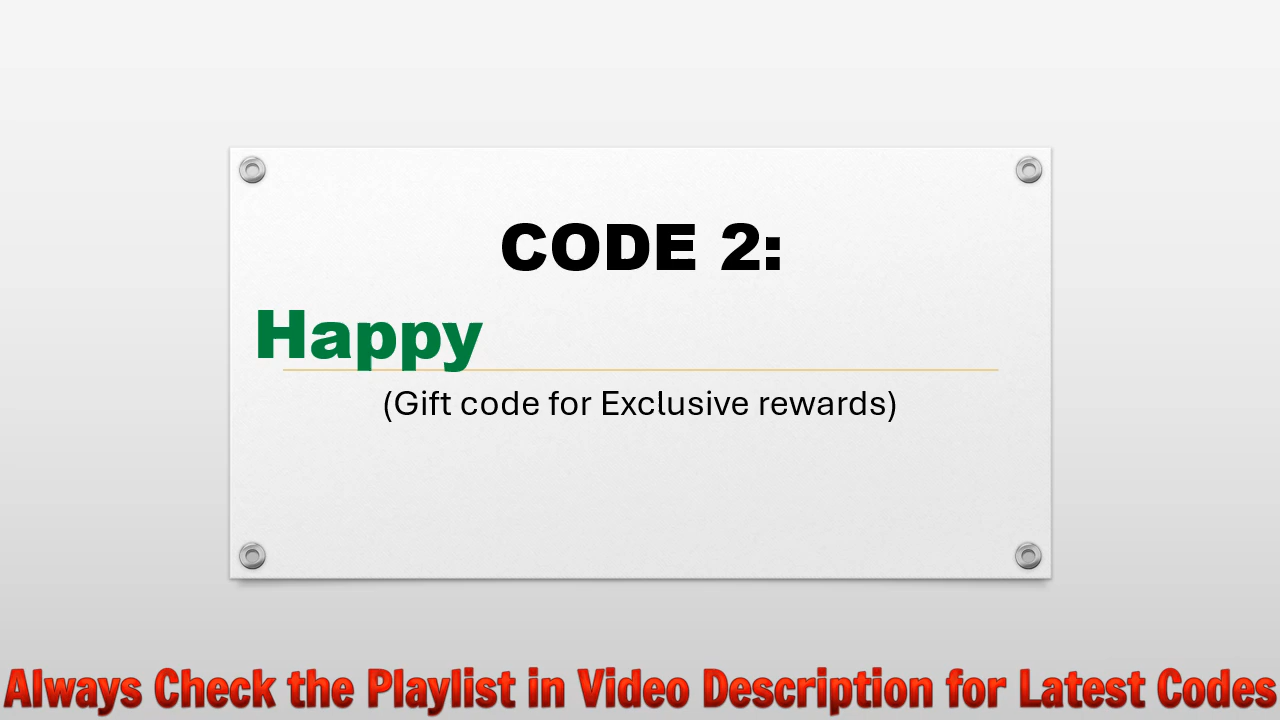 CODE 2:
Happy
(Gift code for Exclusive rewards)
Always Check the Playlist in Video Description for Latest Codes